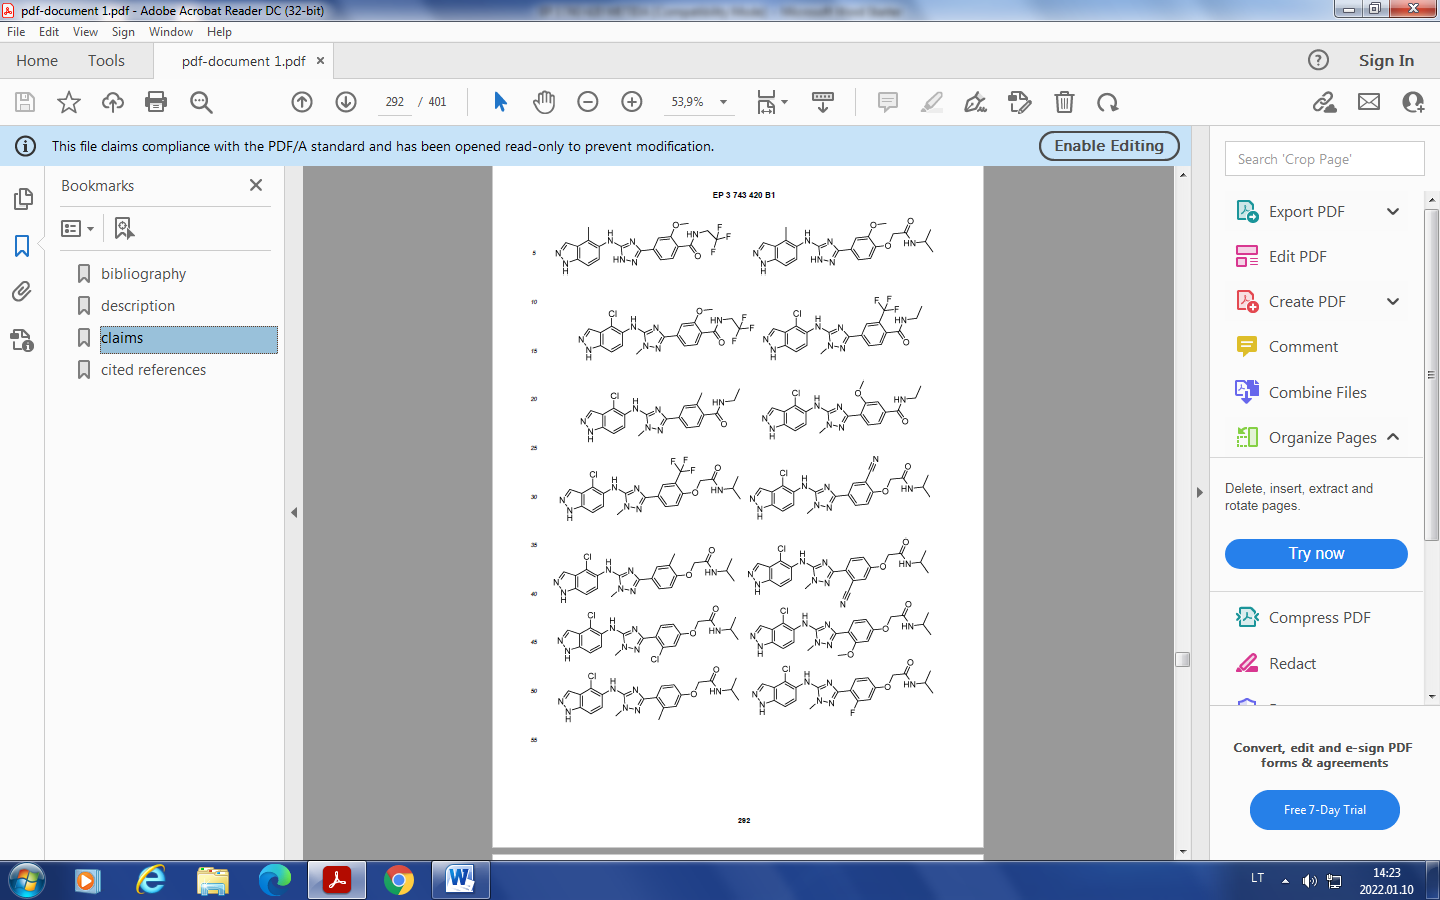 pdf-document 1.pdf - Adobe Acrobat Reader DC (32-bit)
File Edit View Sign Window Help
Home Tools pdf-document 1.pdf × Sign In
292 / 401 53,9%
This file claims compliance with the PDF/A standard and has been opened read-only to prevent modification. Enable Editing
Bookmarks
bibliography
description
claims
cited references
EP 3 743 420 B1
5
10
15
20
25
30
35
40
45
50
55
292
Search 'Crop Page'
Export PDF
Edit PDF
Create PDF
Comment
Combine Files
Organize Pages
Delete, insert, extract and
rotate pages.
Try now
Compress PDF
Redact
Convert, edit and e-sign PDF
forms & agreements
Free 7-Day Trial
LT
14:23
2022.01.10